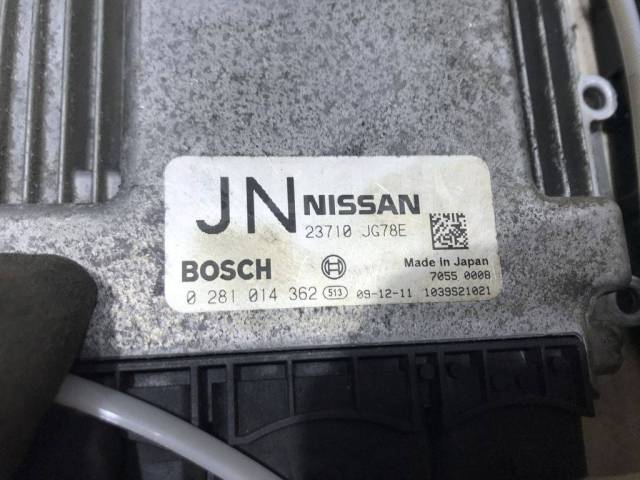 JN NISSAN
23710 JG78E
BOSCH Made in Japan
7055 0008
0 281 014 362 513 09-12-11 1039S21021